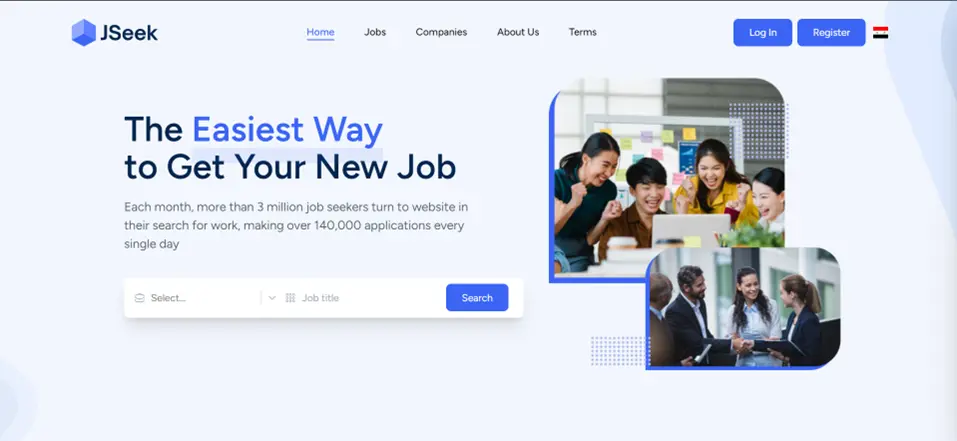 JSeek
Home
Jobs
Companies
About Us
Terms
Log In
Register
The Easiest Way
to Get Your New Job
Each month, more than 3 million job seekers turn to website in
their search for work, making over 140,000 applications every
single day
Select...
Job title
Search